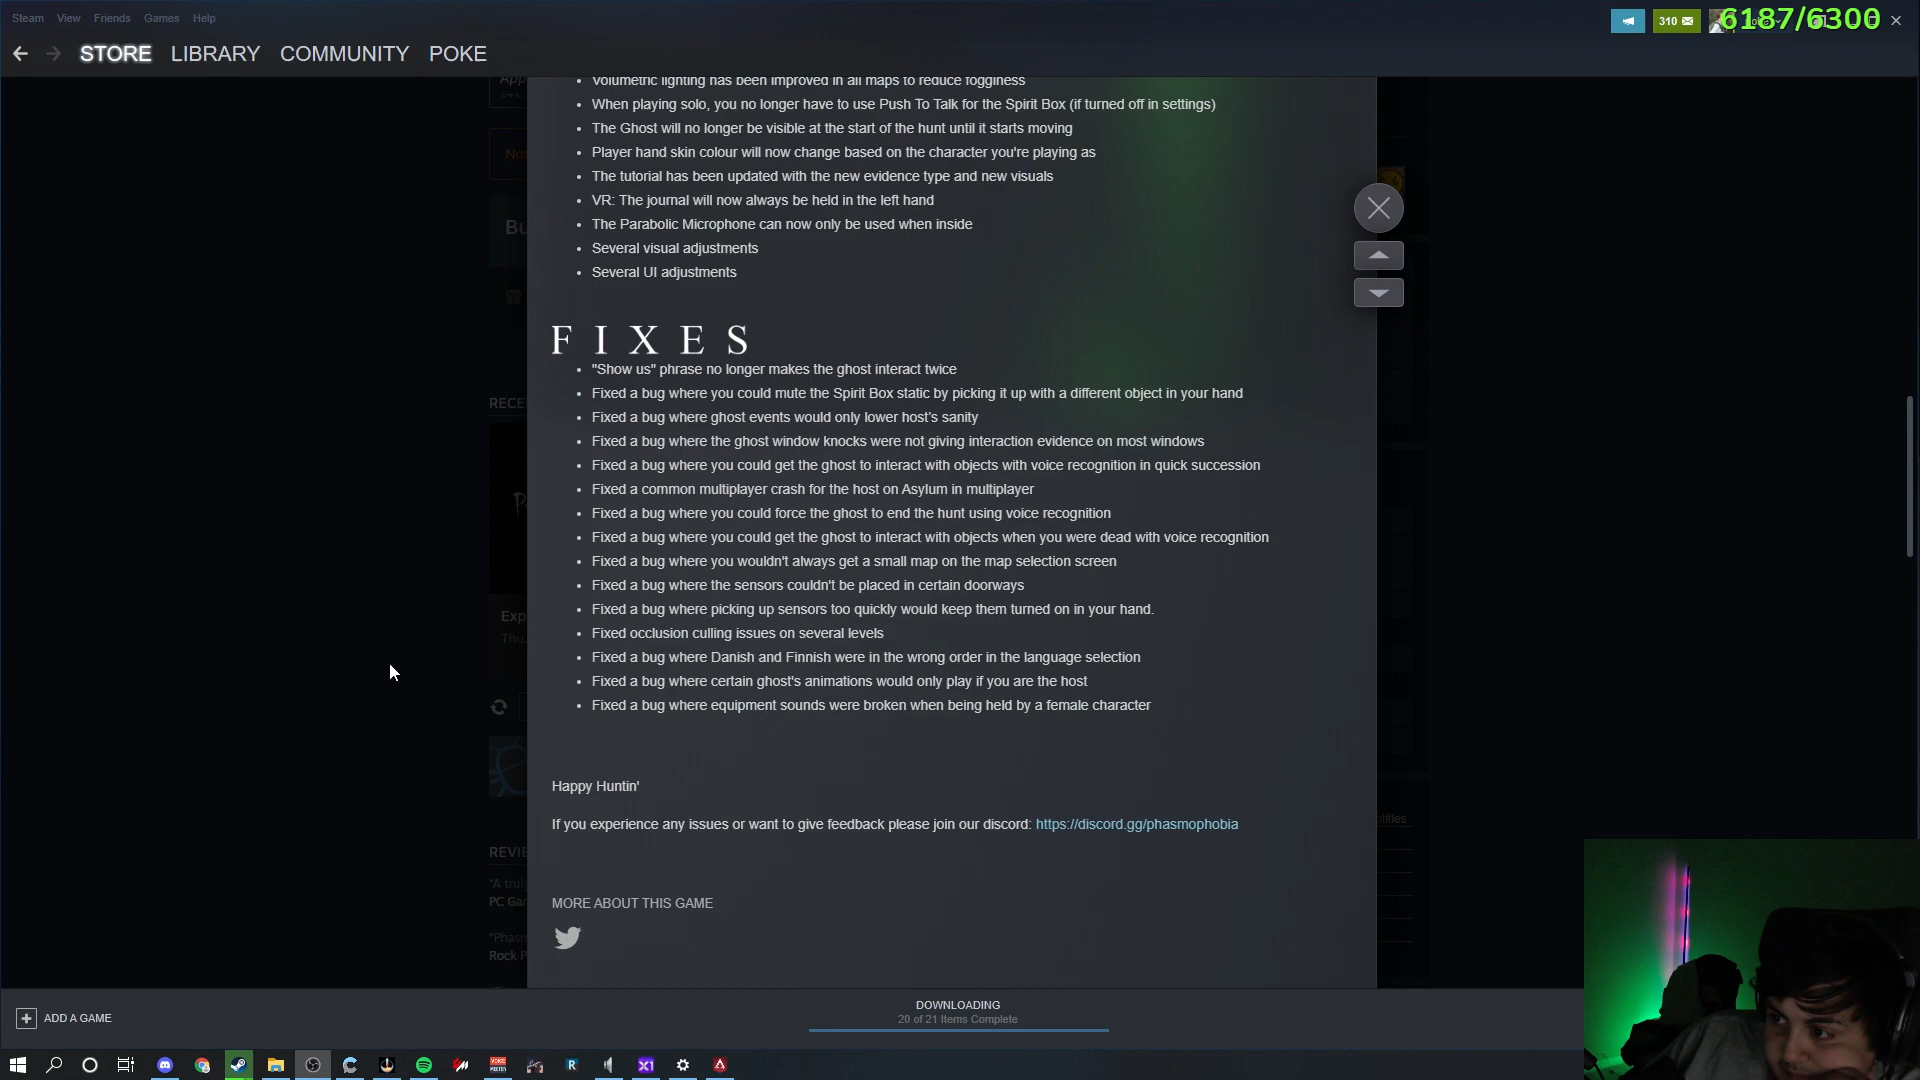 Steam View Friends Games Help
310
6187/6300
STORE LIBRARY COMMUNITY POKE
Volumetric lighting has been improved in all maps to reduce fogginess
When playing solo, you no longer have to use Push To Talk for the Spirit Box (if turned off in settings)
The Ghost will no longer be visible at the start of the hunt until it starts moving
Player hand skin colour will now change based on the character you're playing as
The tutorial has been updated with the new evidence type and new visuals
VR: The journal will now always be held in the left hand
The Parabolic Microphone can now only be used when inside
Several visual adjustments
Several UI adjustments
FIXES
"Show us" phrase no longer makes the ghost interact twice
Fixed a bug where you could mute the Spirit Box static by picking it up with a different object in your hand
Fixed a bug where ghost events would only lower host's sanity
Fixed a bug where the ghost window knocks were not giving interaction evidence on most windows
Fixed a bug where you could get the ghost to interact with objects with voice recognition in quick succession
Fixed a common multiplayer crash for the host on Asylum in multiplayer
Fixed a bug where you could force the ghost to end the hunt using voice recognition
Fixed a bug where you could get the ghost to interact with objects when you were dead with voice recognition
Fixed a bug where you wouldn't always get a small map on the map selection screen
Fixed a bug where the sensors couldn't be placed in certain doorways
Fixed a bug where picking up sensors too quickly would keep them turned on in your hand.
Fixed occlusion culling issues on several levels
Fixed a bug where Danish and Finnish were in the wrong order in the language selection
Fixed a bug where certain ghost's animations would only play if you are the host
Fixed a bug where equipment sounds were broken when being held by a female character
Happy Huntin'
If you experience any issues or want to give feedback please join our discord: https://discord.gg/phasmophobia
MORE ABOUT THIS GAME
DOWNLOADING
20 of 21 Items Complete
ADD A GAME